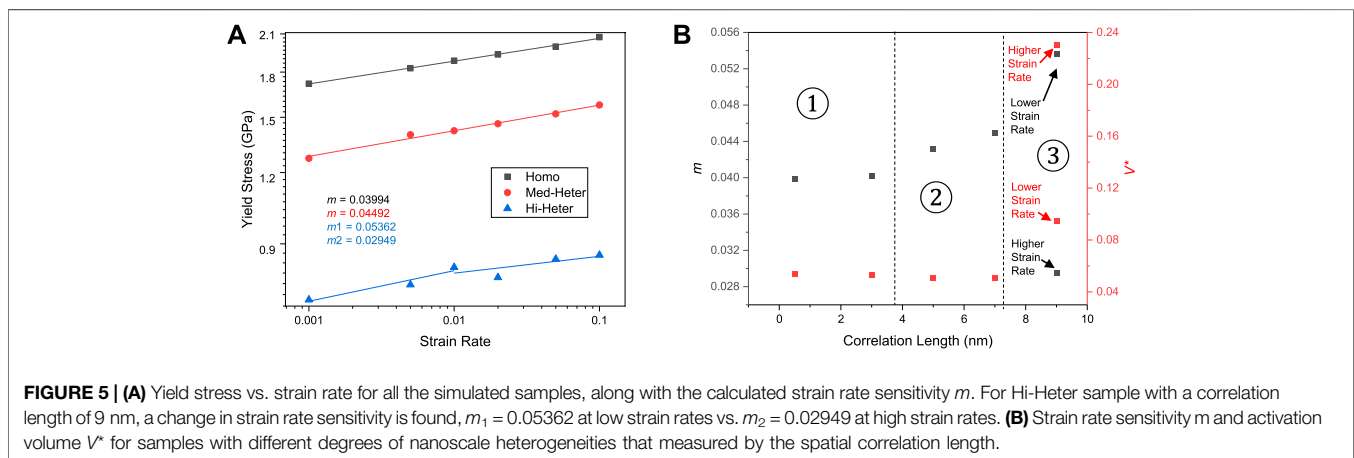 A
2.1
1.8
1.5
1.2
0.9
Yield Stress (GPa)
Homo
Med-Heter
Hi-Heter
m = 0.03994
m = 0.04492
m1 = 0.05362
m2 = 0.02949
0.001
0.01
0.1
Strain Rate
B
0.056
0.052
0.048
0.044
0.040
0.036
0.032
0.028
m
1
2
3
Higher
Strain
Rate
Lower
Strain
Rate
Lower
Strain
Rate
Higher
Strain
Rate
0.24
0.20
0.16
0.12
0.08
0.04
V*
0 2 4 6 8 10
Correlation Length (nm)
FIGURE 5 | (A) Yield stress vs. strain rate for all the simulated samples, along with the calculated strain rate sensitivity m. For Hi-Heter sample with a correlation
length of 9 nm, a change in strain rate sensitivity is found, m1 = 0.05362 at low strain rates vs. m2 = 0.02949 at high strain rates. (B) Strain rate sensitivity m and activation
volume V* for samples with different degrees of nanoscale heterogeneities that measured by the spatial correlation length.